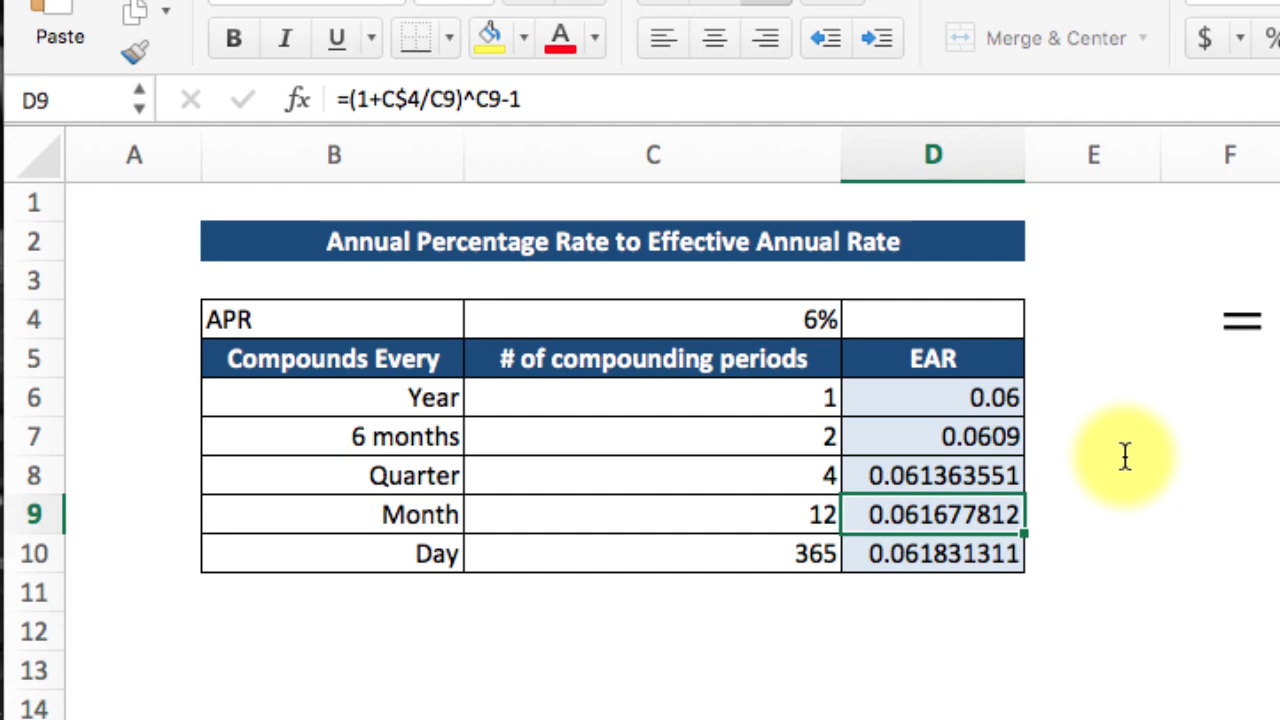 Paste
B I U A Merge & Center $ %
D9 fx =(1+C$4/C9)^C9-1
A B C D E F
1
2 Annual Percentage Rate to Effective Annual Rate
3
4 APR 6% =
5 Compounds Every # of compounding periods EAR
6 Year 1 0.06
7 6 months 2 0.0609
8 Quarter 4 0.061363551
9 Month 12 0.061677812
10 Day 365 0.061831311
11
12
13
14